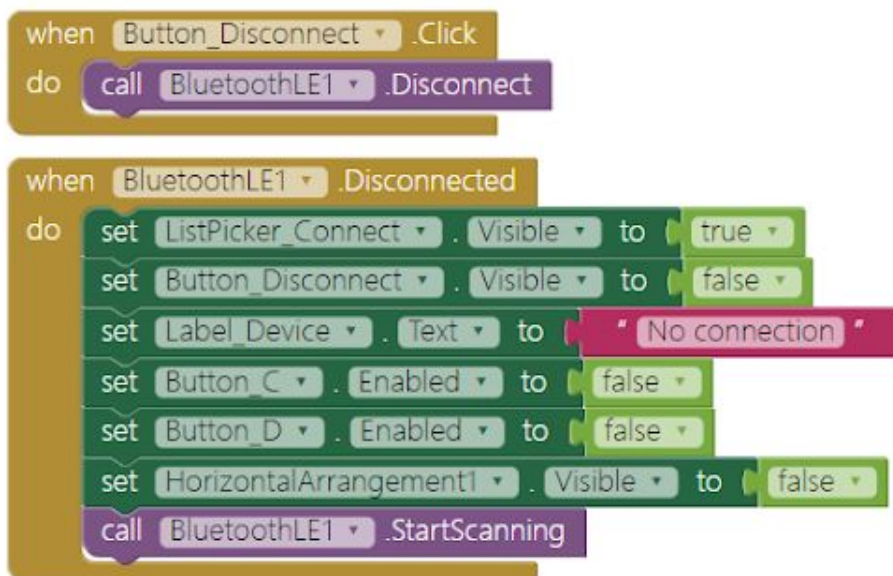 when Button_Disconnect .Click
do call BluetoothLE1 .Disconnect
when BluetoothLE1 .Disconnected
do set ListPicker_Connect . Visible to true
set Button_Disconnect . Visible to false
set Label_Device . Text to " No connection "
set Button_C . Enabled to false
set Button_D . Enabled to false
set HorizontalArrangement1 . Visible to false
call BluetoothLE1 .StartScanning